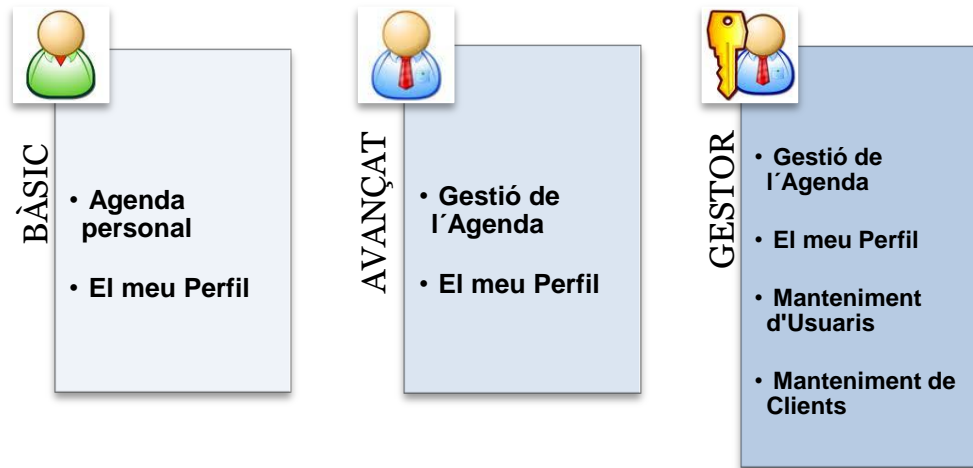 BÀSIC
• Agenda
personal
• El meu Perfil
AVANÇAT
• Gestió de
l´Agenda
• El meu Perfil
GESTOR
• Gestió de
l´Agenda
• El meu Perfil
• Manteniment
d'Usuaris
• Manteniment de
Clients